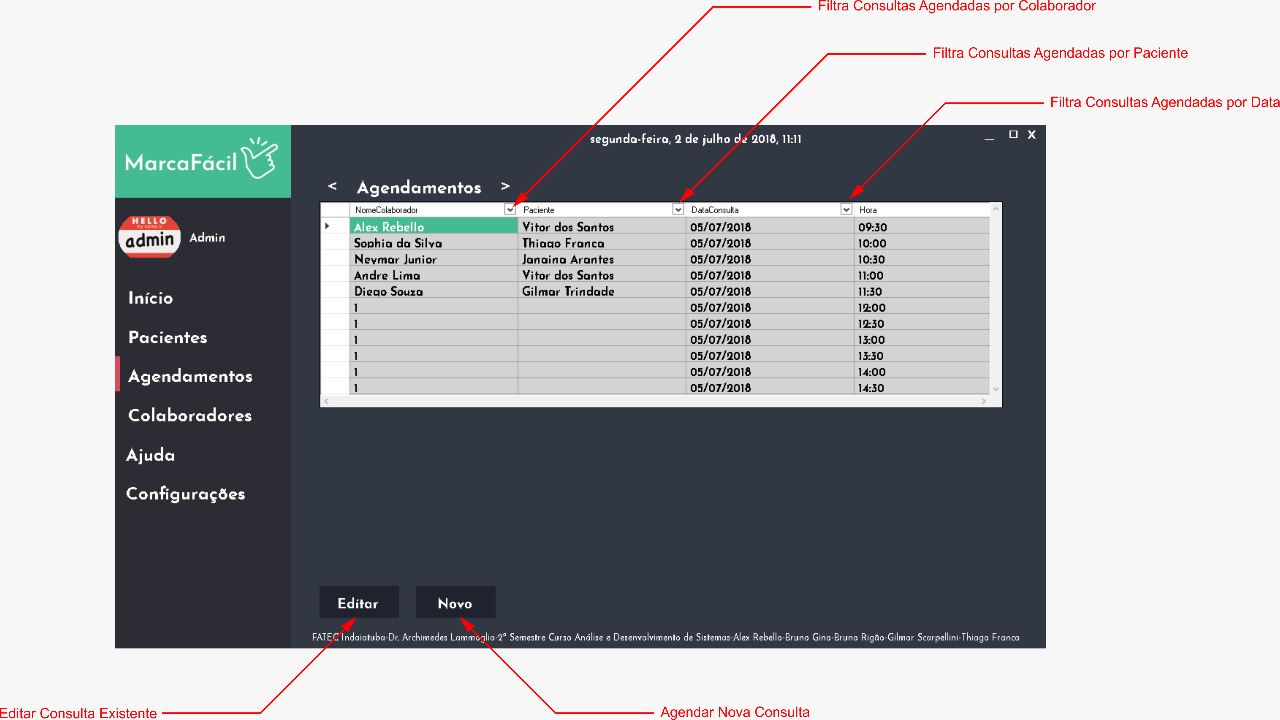 Filtra Consultas Agendadas por Colaborador
Filtra Consultas Agendadas por Paciente
Filtra Consultas Agendadas por Data
MarcaFácil
segunda-feira, 2 de julho de 2018, 11:11
_ X
< Agendamentos >
HELLO
my name is
admin
Admin
Início
Pacientes
Agendamentos
Colaboradores
Ajuda
Configurações
NomeColaborador Paciente DataConsulta Hora
Alex Rebello Vitor dos Santos 05/07/2018 09:30
Sophia da Silva Thiago Franca 05/07/2018 10:00
Neymar Junior Janaina Arantes 05/07/2018 10:30
Andre Lima Vitor dos Santos 05/07/2018 11:00
Diego Souza Gilmar Trindade 05/07/2018 11:30
1 05/07/2018 12:00
1 05/07/2018 12:30
1 05/07/2018 13:00
1 05/07/2018 13:30
1 05/07/2018 14:00
1 05/07/2018 14:30
Editar Novo
FATEC Indaiatuba-Dr. Archimedes Lammoglia-2° Semestre Curso Análise e Desenvolvimento de Sistemas-Alex Rebello-Bruno Gino-Bruno Rigão-Gilmar Scarpellini-Thiago Franca
Editar Consulta Existente
Agendar Nova Consulta